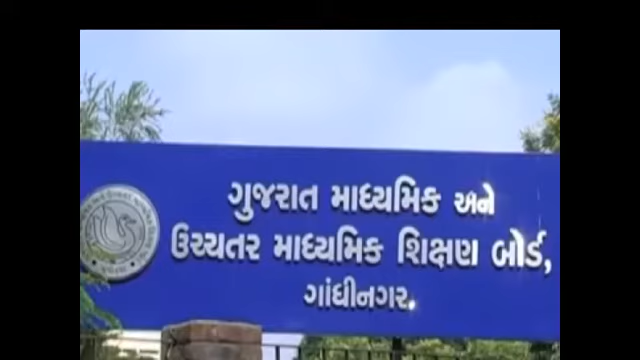 ગુજરાત માધ્યમિક અને
ઉચ્ચતર માધ્યમિક શિક્ષણ બોર્ડ,
ગાંધીનગર.